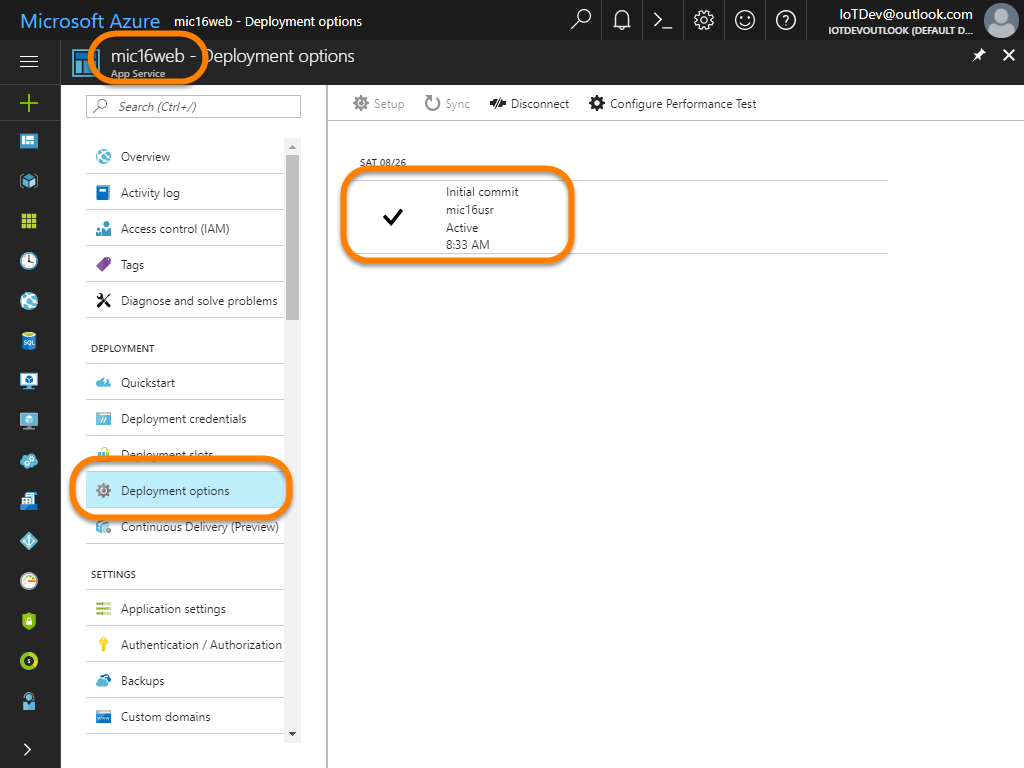 Microsoft Azure mic16web - Deployment options
IoTDev@outlook.com
IOTDEVOUTLOOK (DEFAULT D...
mic16web - Deployment options
App Service
Search (Ctrl+/)
Overview
Activity log
Access control (IAM)
Tags
Diagnose and solve problems
DEPLOYMENT
Quickstart
Deployment credentials
Deployment slots
Deployment options
Continuous Delivery (Preview)
SETTINGS
Application settings
Authentication / Authorization
Backups
Custom domains
Setup Sync Disconnect Configure Performance Test
SAT 08/26
Initial commit
mic16usr
Active
8:33 AM